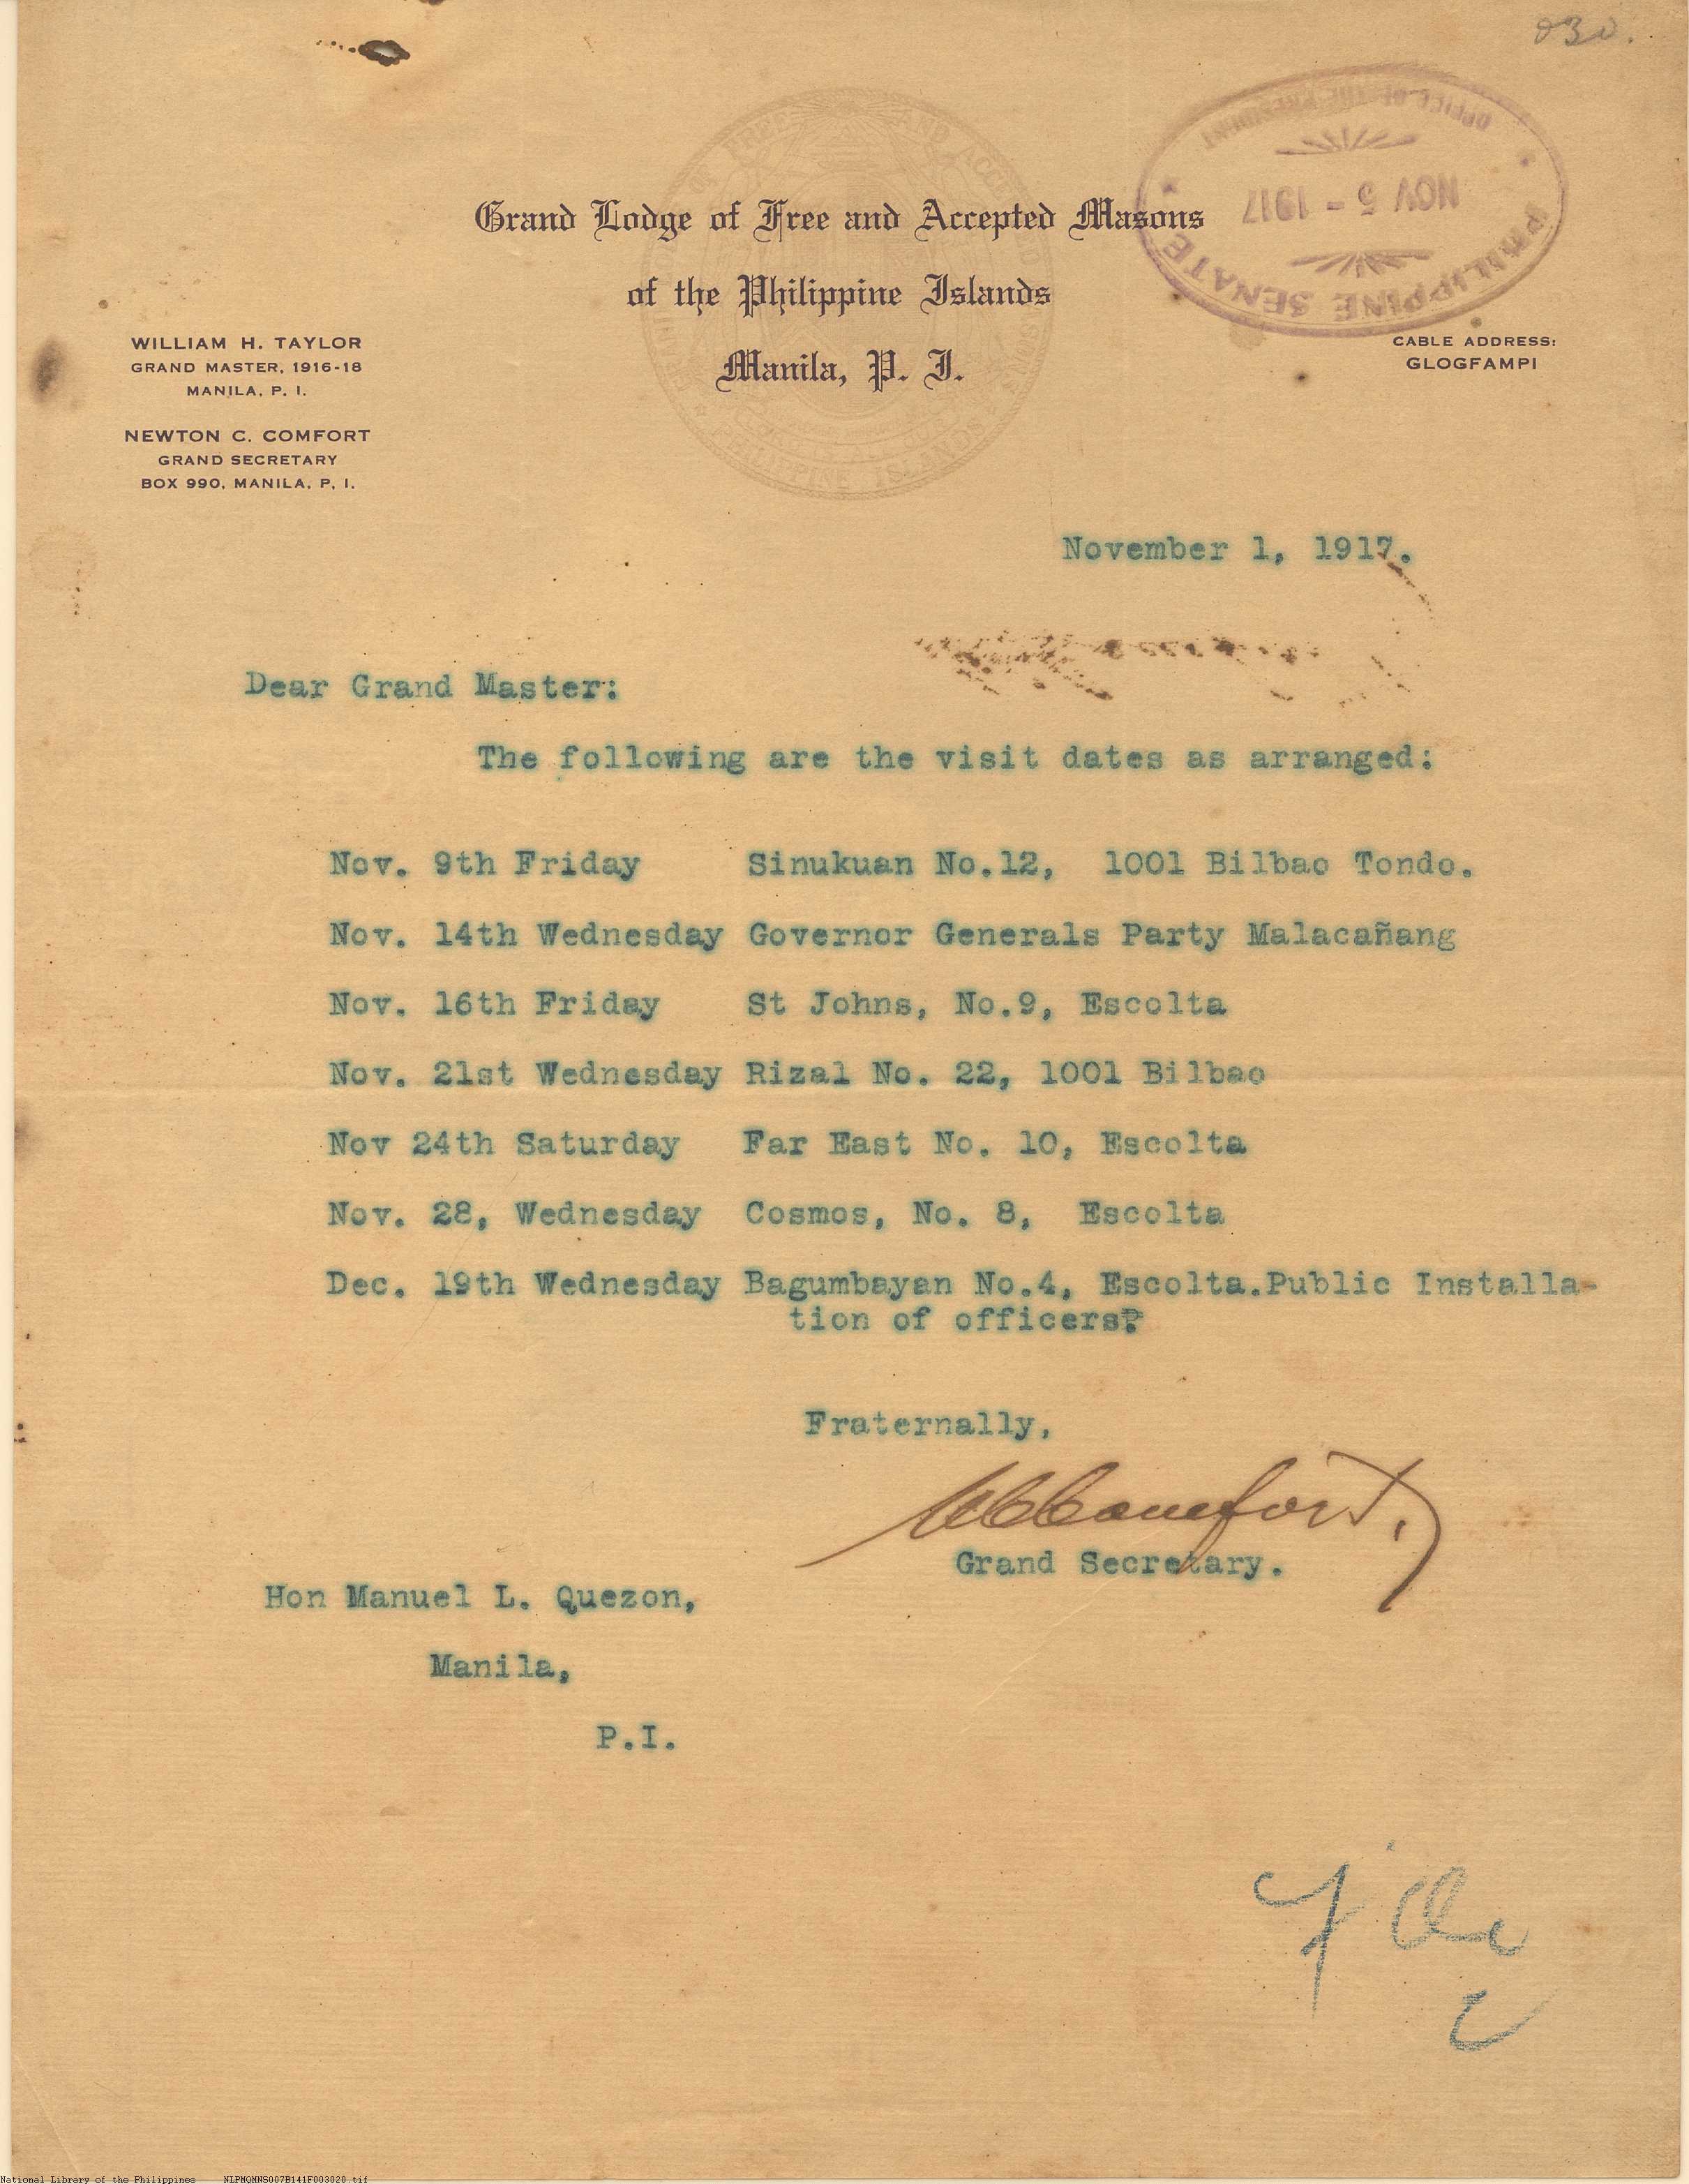 030.
Grand Lodge of Free and Accepted Masons
of the Philippine Islands
Manila, P. I.
PHILIPPINE SENATE
NOV 5 - 1917
OFFICE OF THE PRESIDENT
WILLIAM H. TAYLOR
GRAND MASTER, 1916-18
MANILA, P. I.
NEWTON C. COMFORT
GRAND SECRETARY
BOX 990, MANILA, P, I.
CABLE ADDRESS:
GLOGFAMPI
November 1, 1917.
Dear Grand Master:
The following are the visit dates as arranged:
Nov. 9th Friday Sinukuan No.12, 1001 Bilbao Tondo.
Nov. 14th Wednesday Governor Generals Party Malacañang
Nov. 16th Friday St Johns, No.9, Escolta
Nov. 21st Wednesday Rizal No. 22, 1001 Bilbao
Nov 24th Saturday Far East No. 10, Escolta
Nov. 28, Wednesday Cosmos, No. 8, Escolta
Dec. 19th Wednesday Bagumbayan No.4, Escolta.Public Installa-
tion of officers.
Fraternally,
NCComfort.
Grand Secretary.
Hon Manuel L. Quezon,
Manila,
P.I.
National Library of the Philippines NLPMQMNS007B141F003020.tif